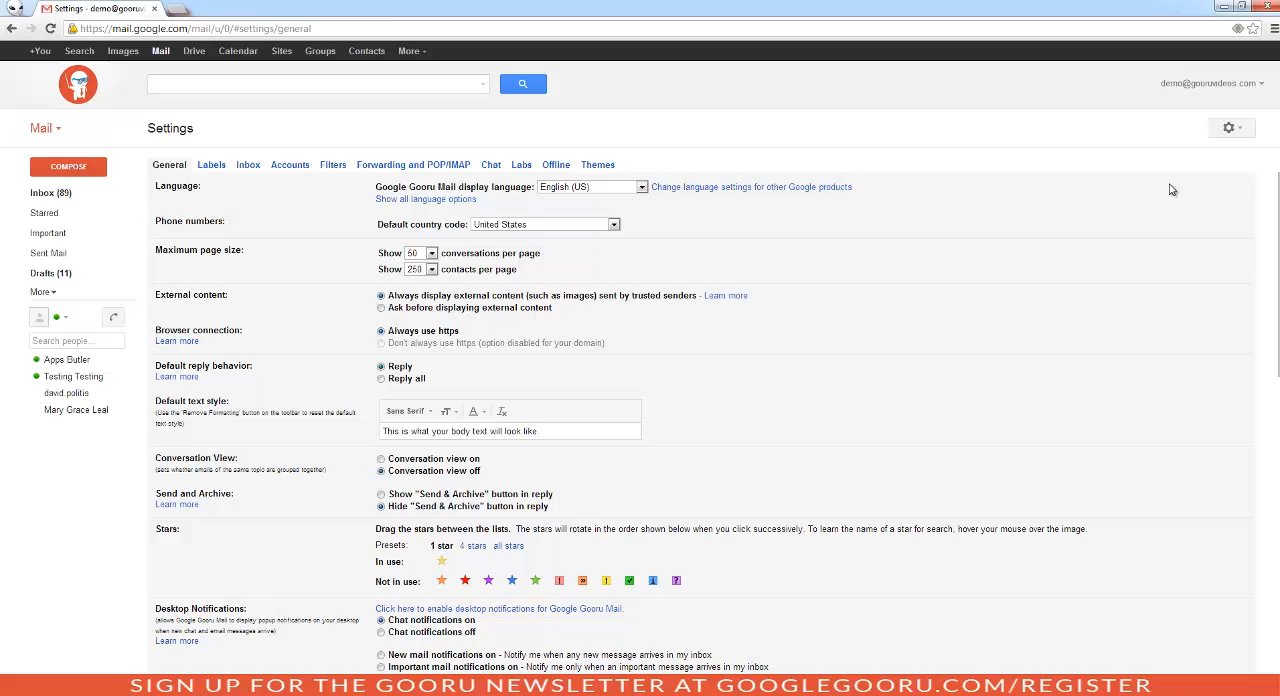 Settings - demo@gooruvi
https://mail.google.com/mail/u/0/#settings/general
+You Search Images Mail Drive Calendar Sites Groups Contacts More
demo@gooruvideos.com
Mail
Settings
General Labels Inbox Accounts Filters Forwarding and POP/IMAP Chat Labs Offline Themes
COMPOSE
Inbox (89)
Starred
Important
Sent Mail
Drafts (11)
More
Search people...
Apps Butler
Testing Testing
david.politis
Mary Grace Leal
Language:
Google Gooru Mail display language: English (US) Change language settings for other Google products
Show all language options
Phone numbers:
Default country code: United States
Maximum page size:
Show 50 conversations per page
Show 250 contacts per page
External content:
Always display external content (such as images) sent by trusted senders - Learn more
Ask before displaying external content
Browser connection:
Learn more
Always use https
Don't always use https (option disabled for your domain)
Default reply behavior:
Learn more
Reply
Reply all
Default text style:
(Use the 'Remove Formatting' button on the toolbar to reset the default
text style)
Sans Serif
This is what your body text will look like.
Conversation View:
(sets whether emails of the same topic are grouped together)
Conversation view on
Conversation view off
Send and Archive:
Learn more
Show "Send & Archive" button in reply
Hide "Send & Archive" button in reply
Stars:
Drag the stars between the lists. The stars will rotate in the order shown below when you click successively. To learn the name of a star for search, hover your mouse over the image.
Presets: 1 star 4 stars all stars
In use:
Not in use:
Desktop Notifications:
(allows Google Gooru Mail to display popup notifications on your desktop
when new chat and email messages arrive)
Learn more
Click here to enable desktop notifications for Google Gooru Mail.
Chat notifications on
Chat notifications off
New mail notifications on - Notify me when any new message arrives in my inbox
Important mail notifications on - Notify me only when an important message arrives in my inbox
SIGN UP FOR THE GOORU NEWSLETTER AT GOOGLEGOORU.COM/REGISTER